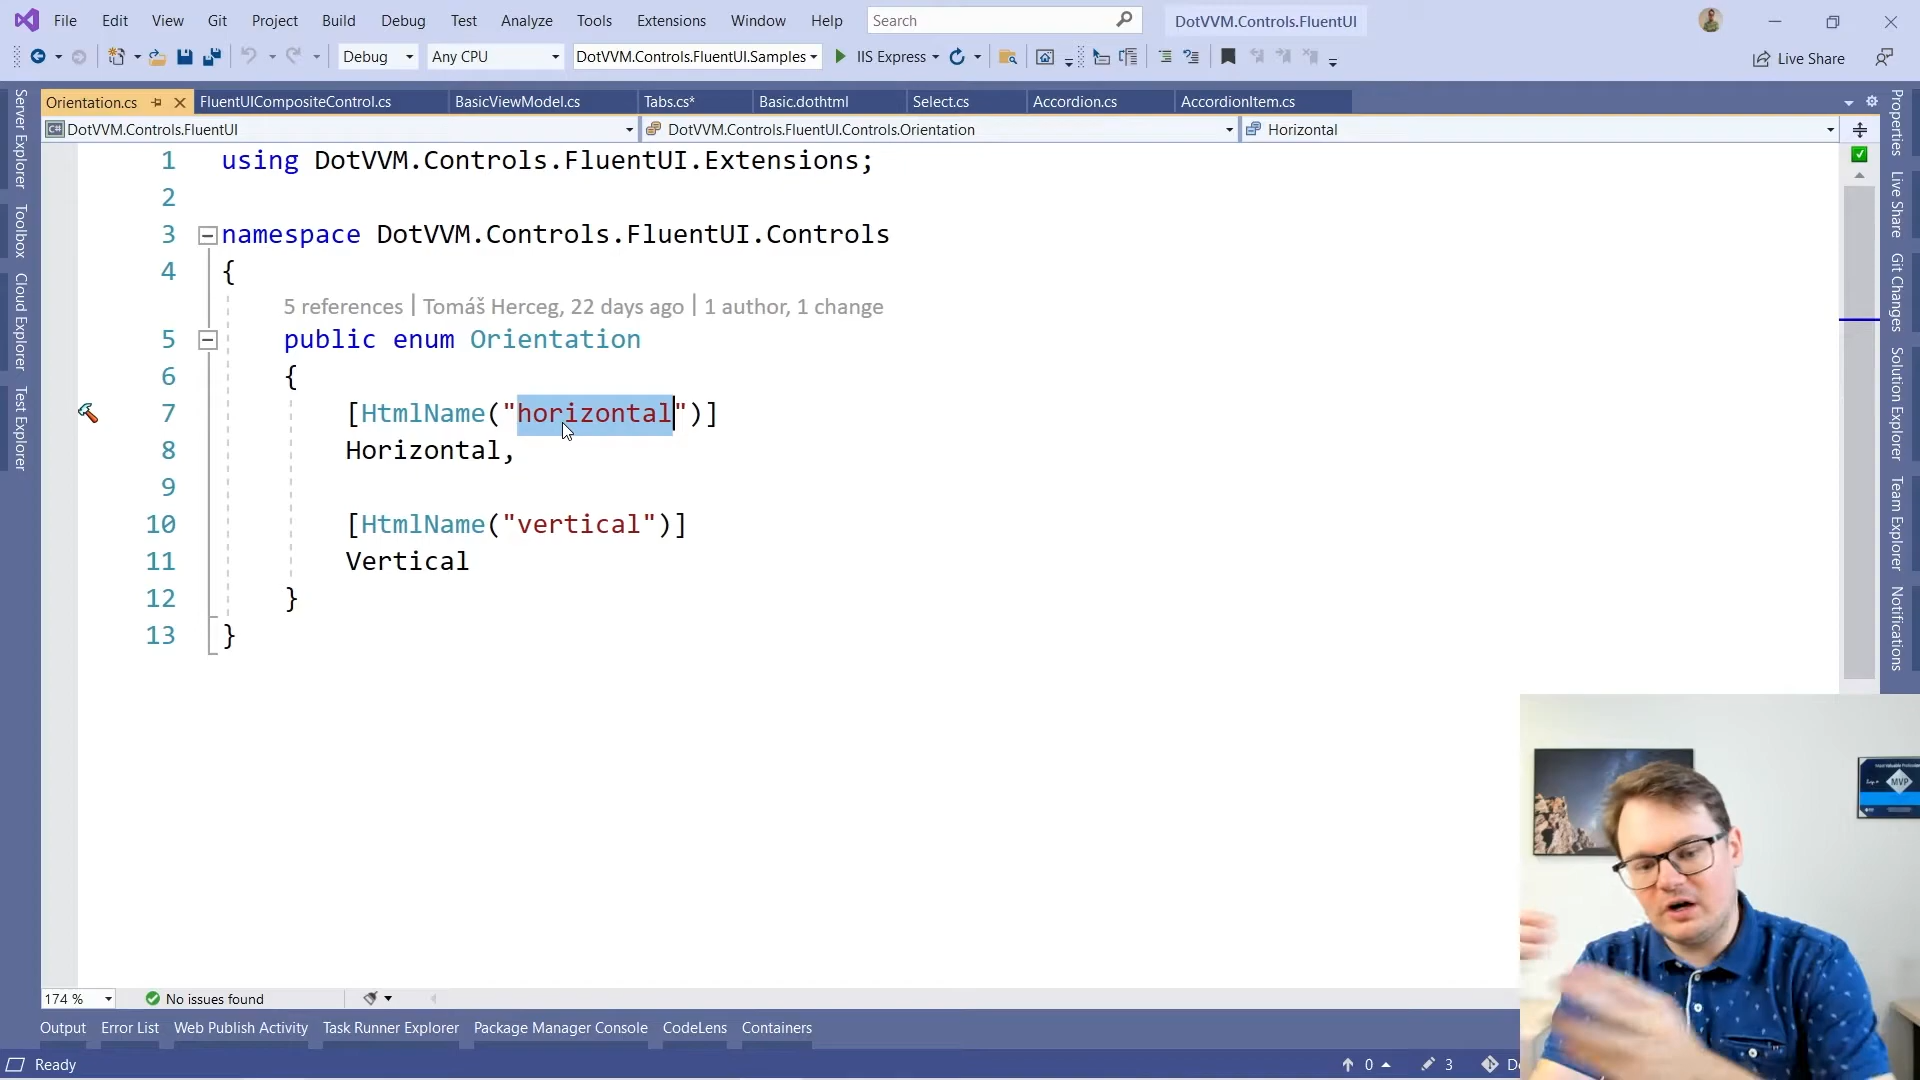 File Edit View Git Project Build Debug Test Analyze Tools Extensions Window Help Search DotVVM.Controls.FluentUI
Debug Any CPU DotVVM.Controls.FluentUI.Samples IIS Express Live Share
Orientation.cs FluentUICompositeControl.cs BasicViewModel.cs Tabs.cs* Basic.dothtml Select.cs Accordion.cs AccordionItem.cs
C# DotVVM.Controls.FluentUI DotVVM.Controls.FluentUI.Controls.Orientation Horizontal
Server Explorer
Toolbox
Cloud Explorer
Test Explorer
1 using DotVVM.Controls.FluentUI.Extensions;
2
3 namespace DotVVM.Controls.FluentUI.Controls
4 {
5 references | Tomáš Herceg, 22 days ago | 1 author, 1 change
5 public enum Orientation
6 {
7 [HtmlName("horizontal")]
8 Horizontal,
9
10 [HtmlName("vertical")]
11 Vertical
12 }
13 }
Properties
Live Share
Git Changes
Solution Explorer
Team Explorer
Notifications
MVP
174 % No issues found
Output Error List Web Publish Activity Task Runner Explorer Package Manager Console CodeLens Containers
Ready 0 3